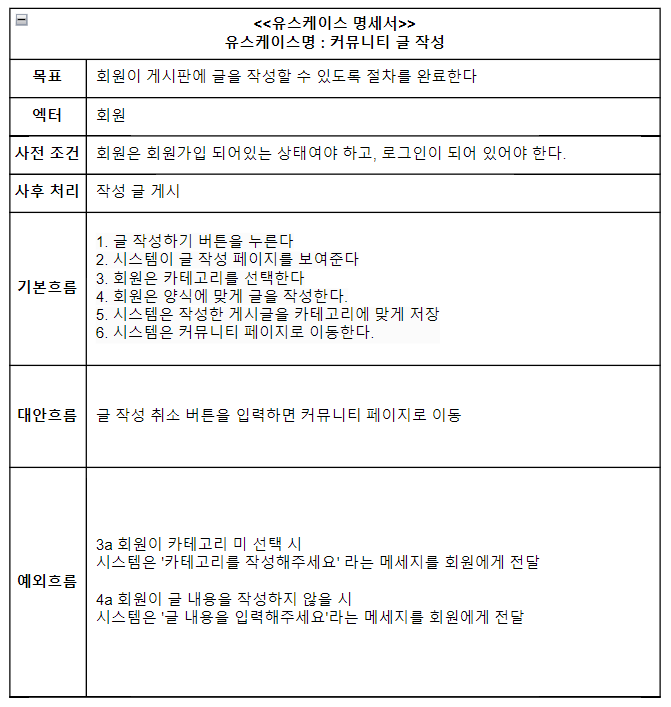 <<유스케이스 명세서>>
유스케이스명 : 커뮤니티 글 작성
목표
회원이 게시판에 글을 작성할 수 있도록 절차를 완료한다
엑터
회원
사전 조건
회원은 회원가입 되어있는 상태여야 하고, 로그인이 되어 있어야 한다.
사후 처리
작성 글 게시
기본흐름
1. 글 작성하기 버튼을 누른다
2. 시스템이 글 작성 페이지를 보여준다
3. 회원은 카테고리를 선택한다
4. 회원은 양식에 맞게 글을 작성한다.
5. 시스템은 작성한 게시글을 카테고리에 맞게 저장
6. 시스템은 커뮤니티 페이지로 이동한다.
대안흐름
글 작성 취소 버튼을 입력하면 커뮤니티 페이지로 이동
예외흐름
3a 회원이 카테고리 미 선택 시
시스템은 '카테고리를 작성해주세요' 라는 메세지를 회원에게 전달
4a 회원이 글 내용을 작성하지 않을 시
시스템은 '글 내용을 입력해주세요'라는 메세지를 회원에게 전달